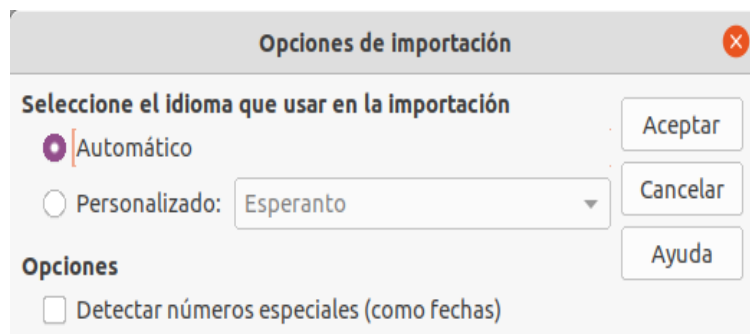 Opciones de importación
Seleccione el idioma que usar en la importación
Automático
Personalizado: Esperanto
Opciones
Detectar números especiales (como fechas)
Aceptar
Cancelar
Ayuda